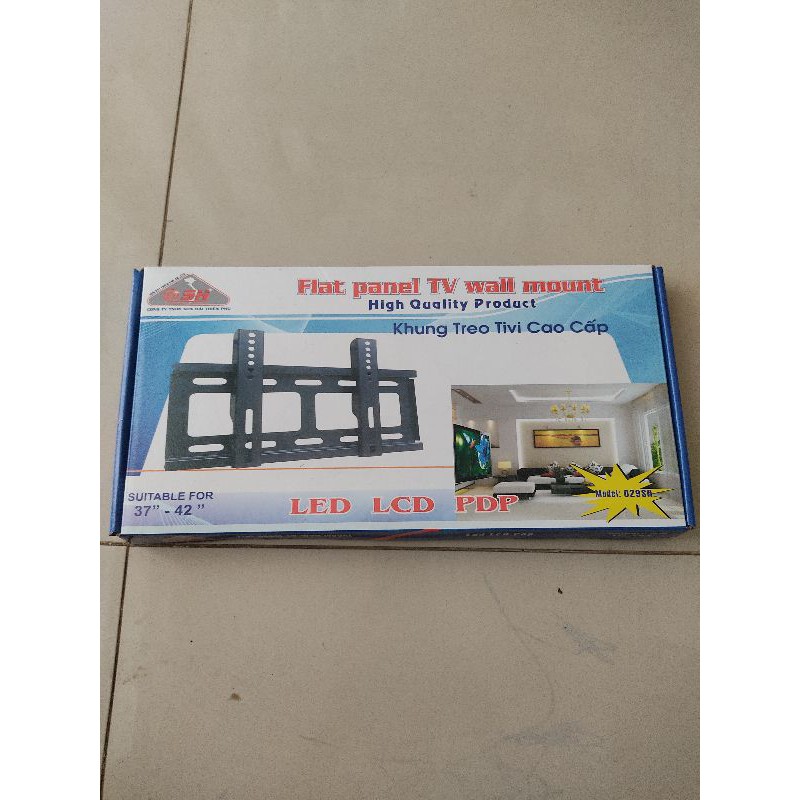 Flat panel TV wall mount
High Quality Product
Khung Treo Tivi Cao Cấp
SUITABLE FOR
37” - 42 ”
LED LCD PDP
Model: